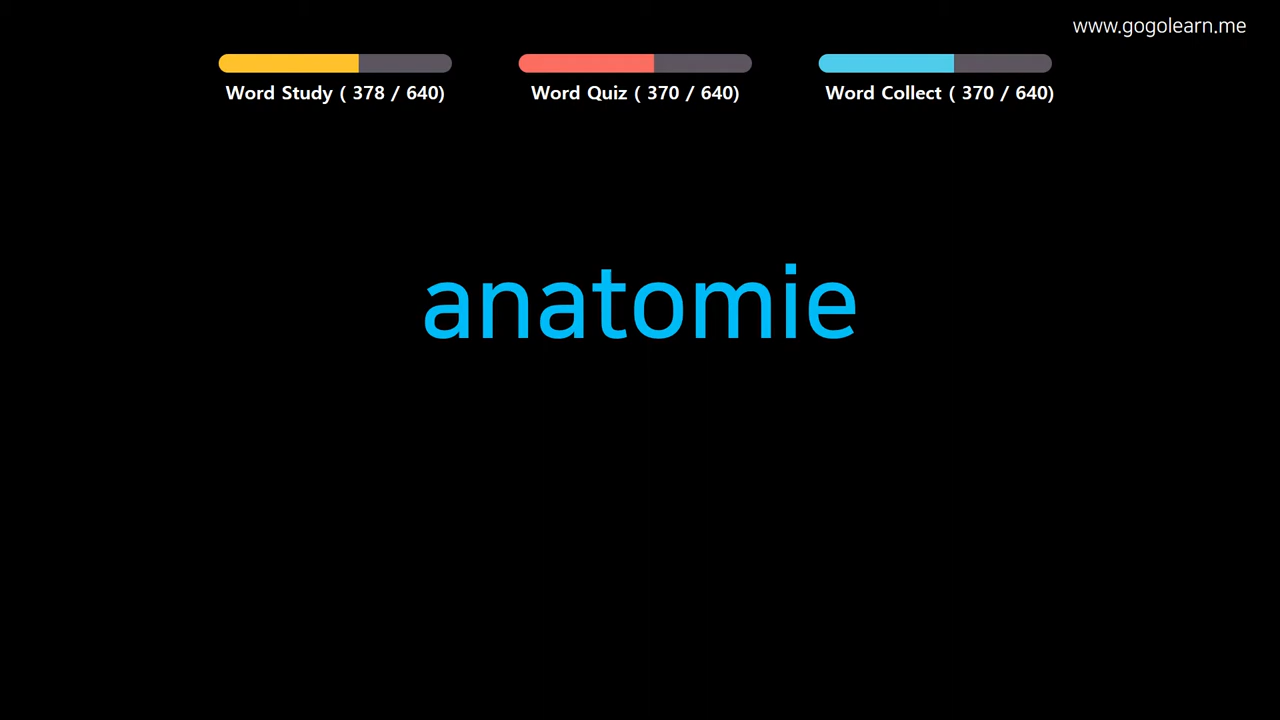 www.gogolearn.me
Word Study ( 378 / 640)
Word Quiz ( 370 / 640)
Word Collect ( 370 / 640)
anatomie